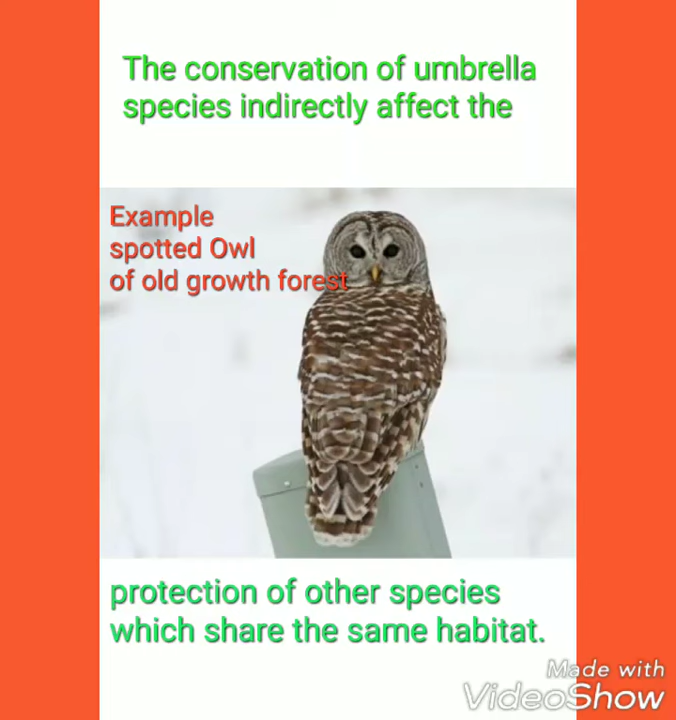 The conservation of umbrella
species indirectly affect the
Example
spotted Owl
of old growth forest
protection of other species
which share the same habitat.
Made with
VideoShow